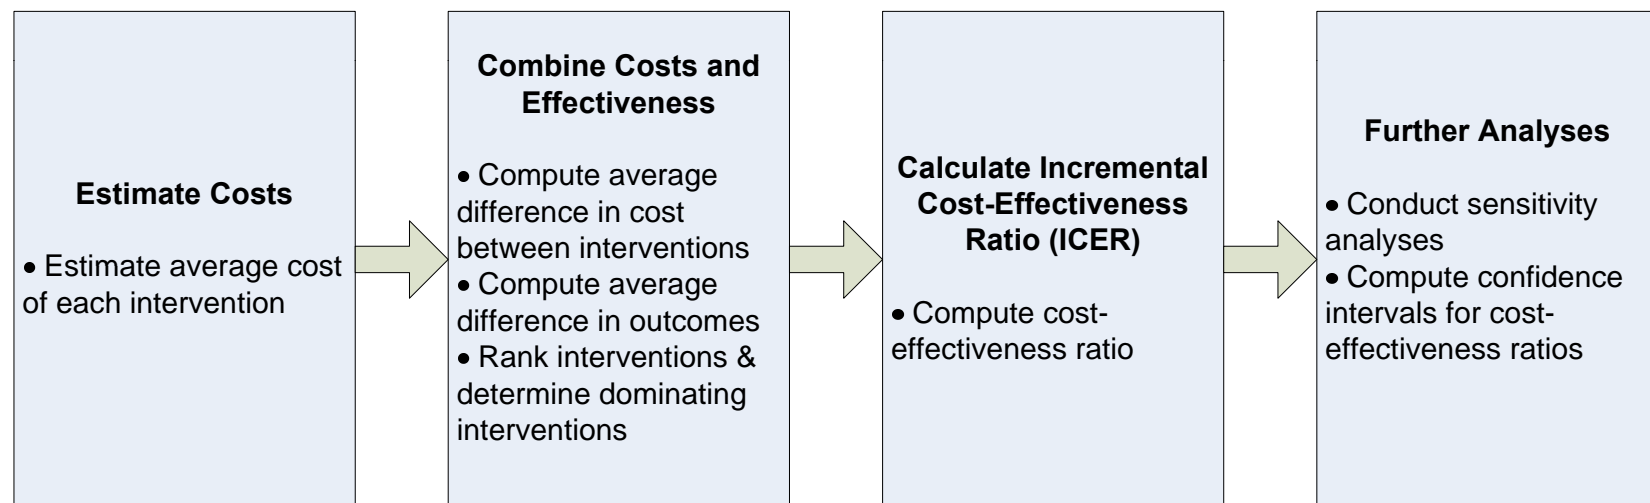 Estimate Costs
• Estimate average cost
of each intervention
Combine Costs and
Effectiveness
• Compute average
difference in cost
between interventions
• Compute average
difference in outcomes
• Rank interventions &
determine dominating
interventions
Calculate Incremental
Cost-Effectiveness
Ratio (ICER)
• Compute cost-
effectiveness ratio
Further Analyses
• Conduct sensitivity
analyses
• Compute confidence
intervals for cost-
effectiveness ratios